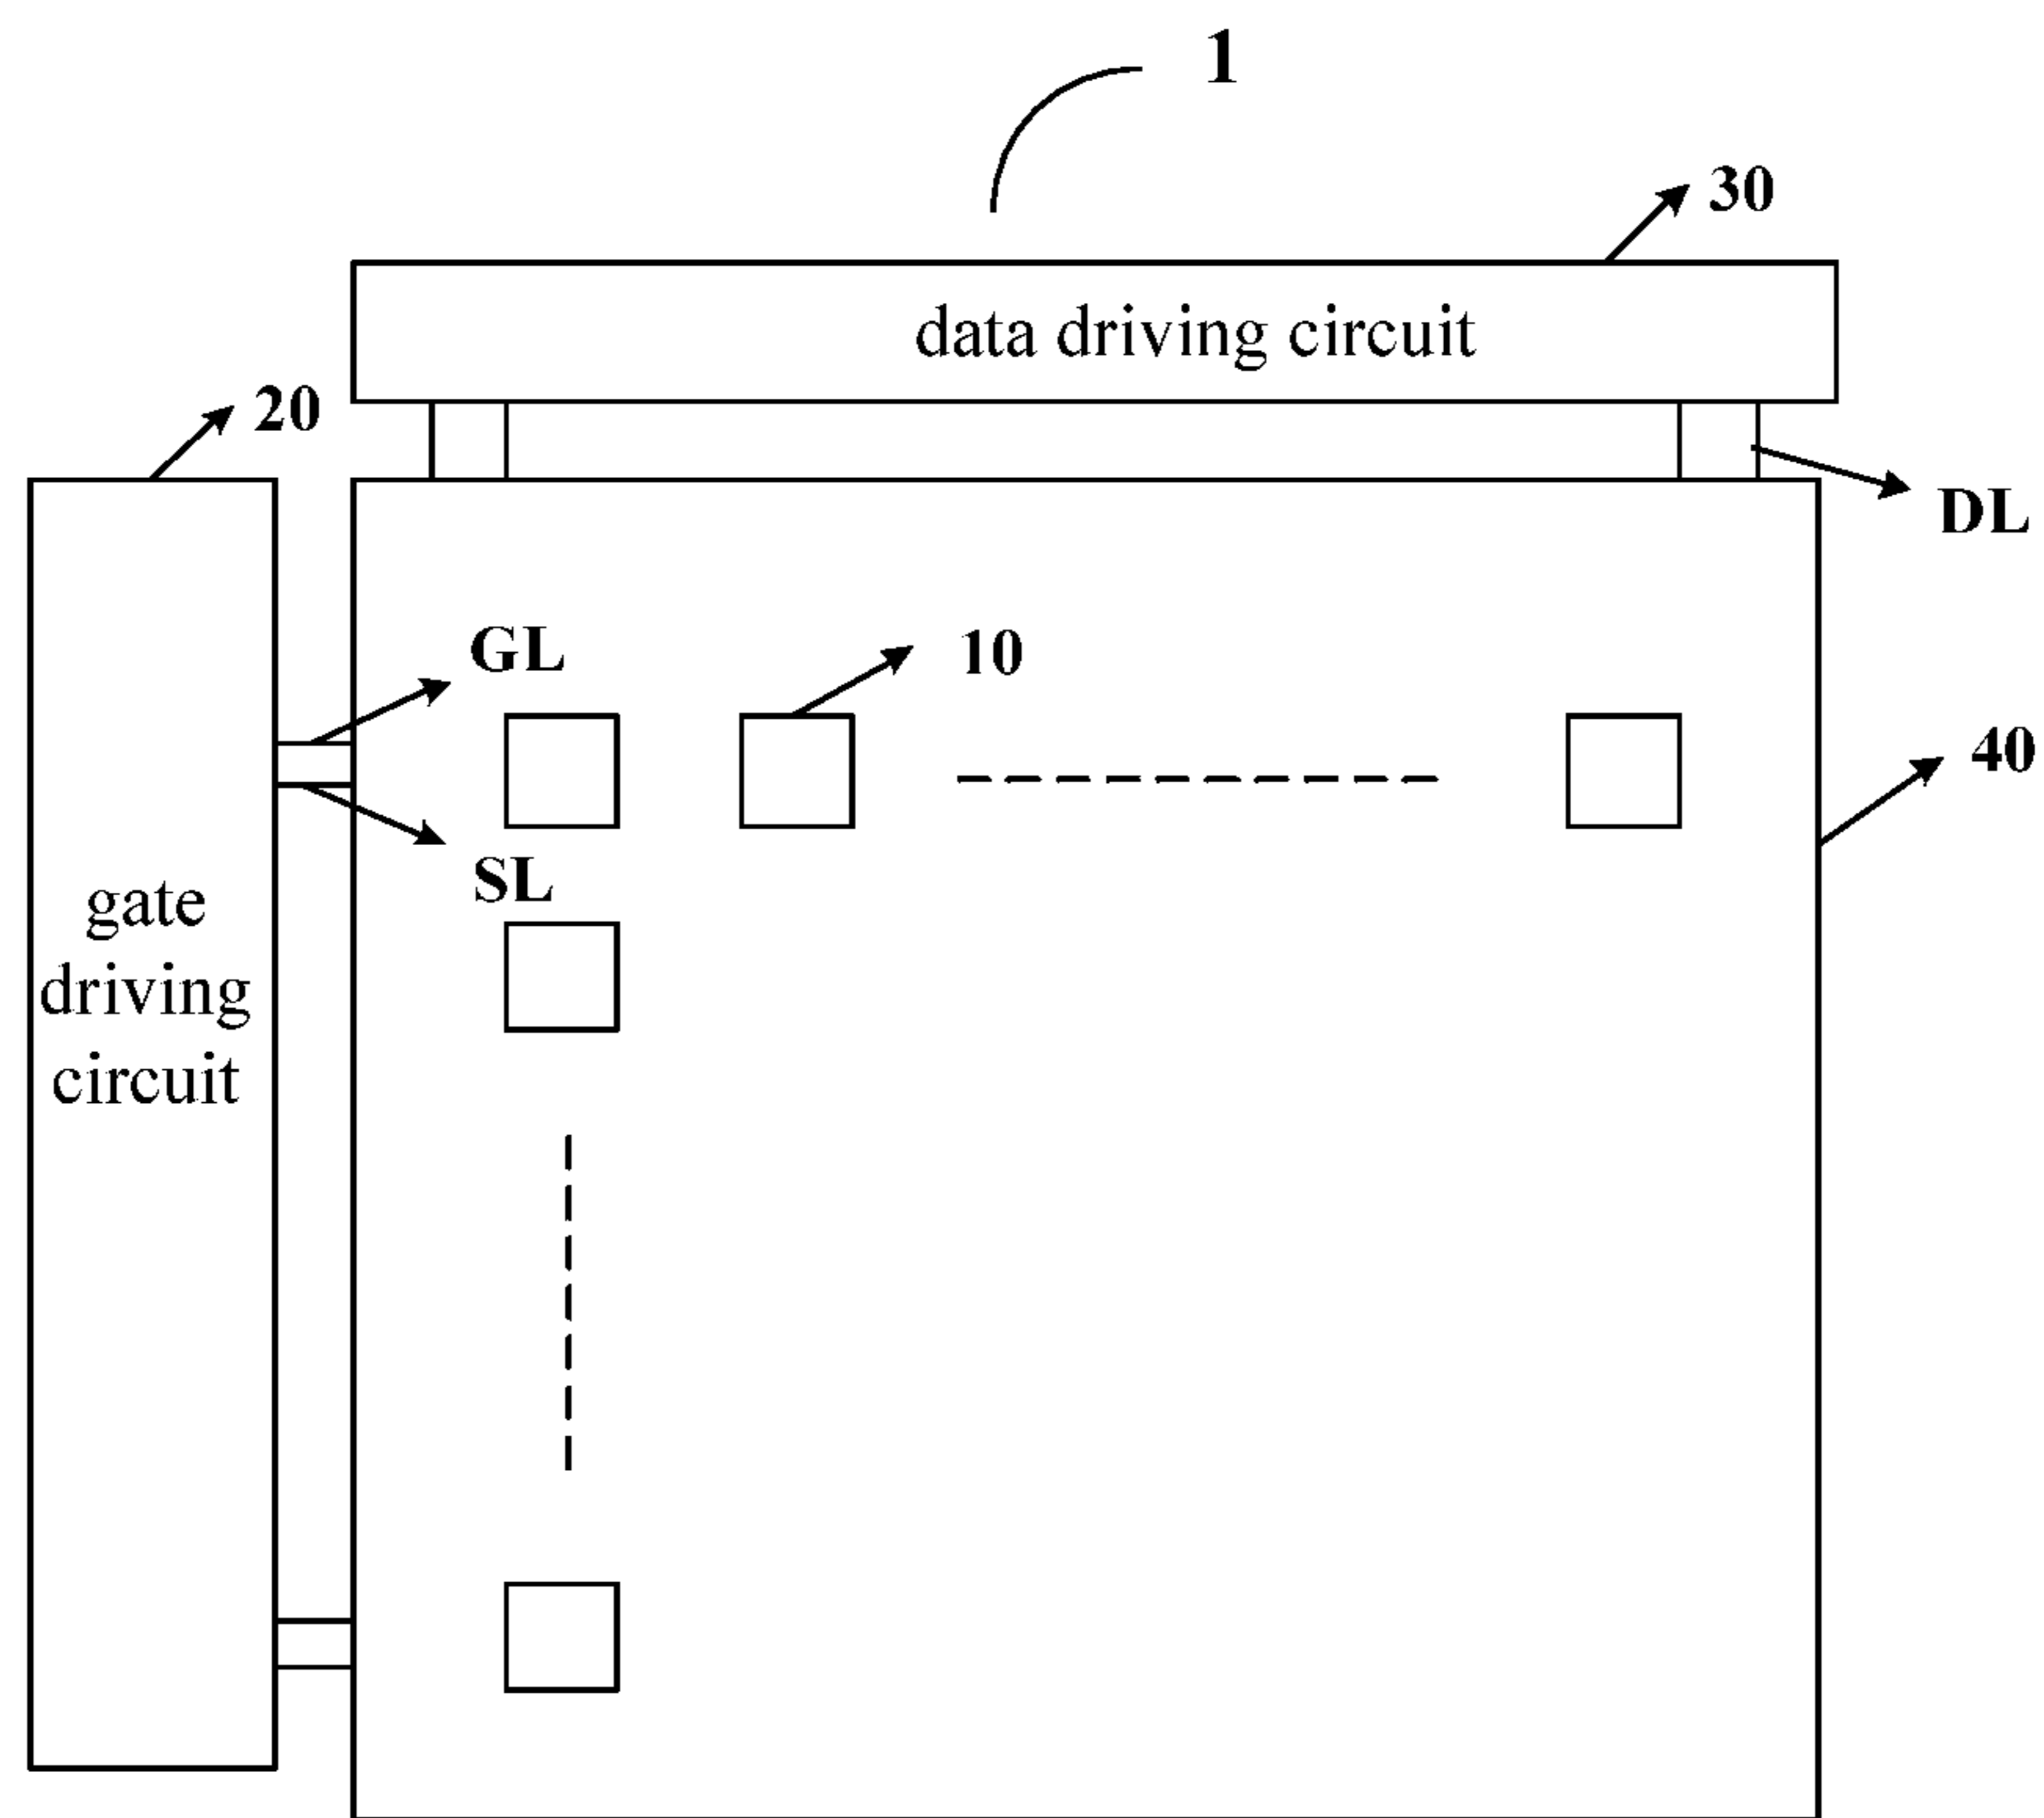 1
30
data driving circuit
20
DL
GL
10
40
SL
gate
driving
circuit